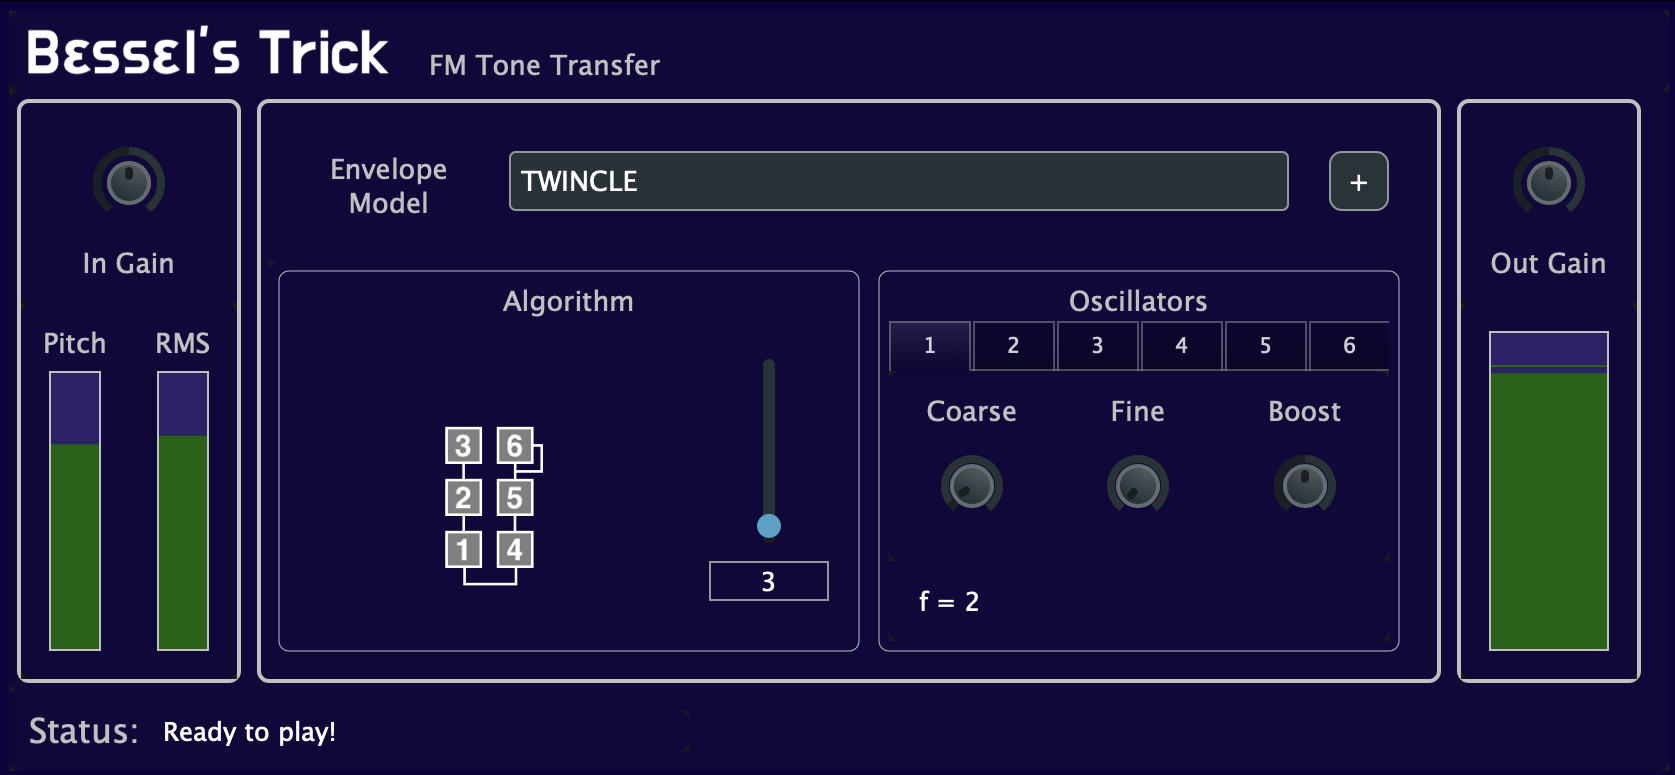 Bessel's Trick FM Tone Transfer
In Gain
Pitch RMS
Envelope
Model
TWINCLE
+
Algorithm
3 6
2 5
1 4
3
Oscillators
1 2 3 4 5 6
Coarse Fine Boost
f = 2
Out Gain
Status: Ready to play!